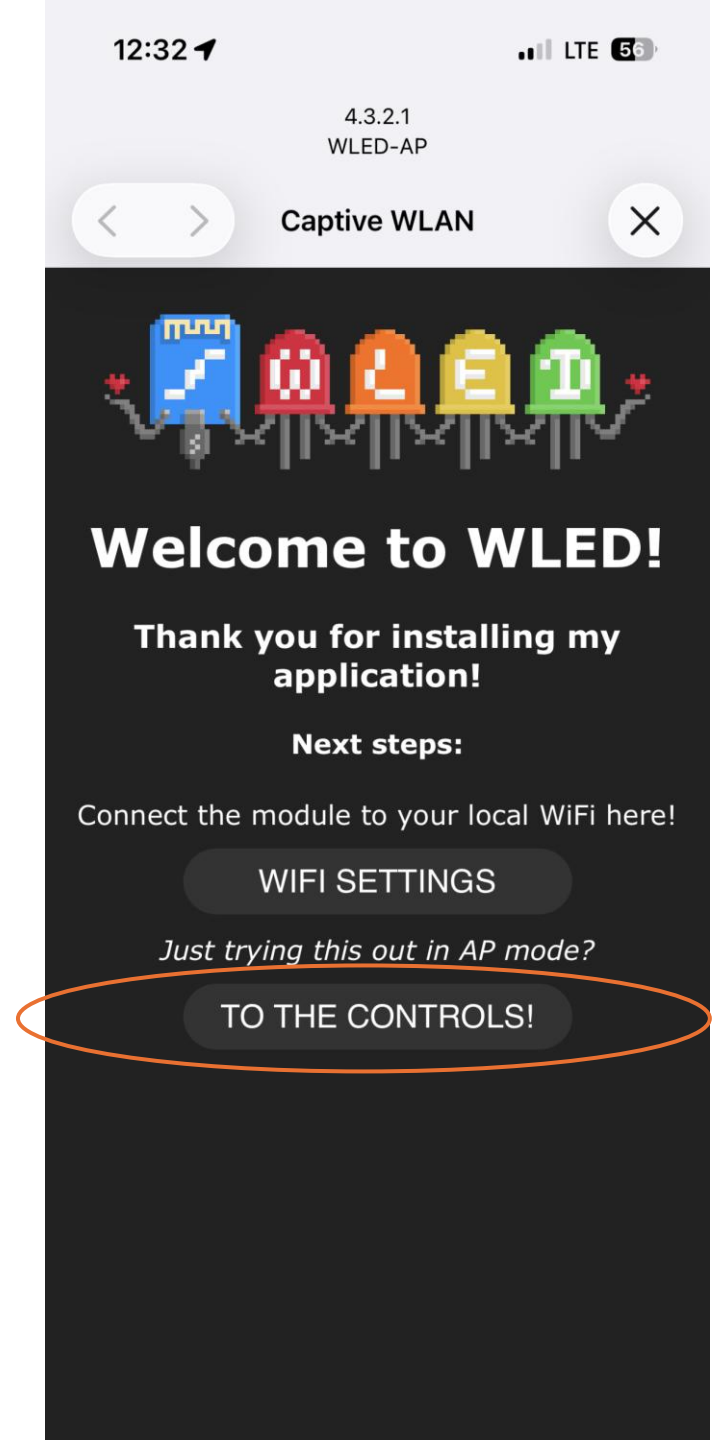 12:32
LTE 56
4.3.2.1
WLED-AP
Captive WLAN
WLED
Welcome to WLED!
Thank you for installing my
application!
Next steps:
Connect the module to your local WiFi here!
WIFI SETTINGS
Just trying this out in AP mode?
TO THE CONTROLS!